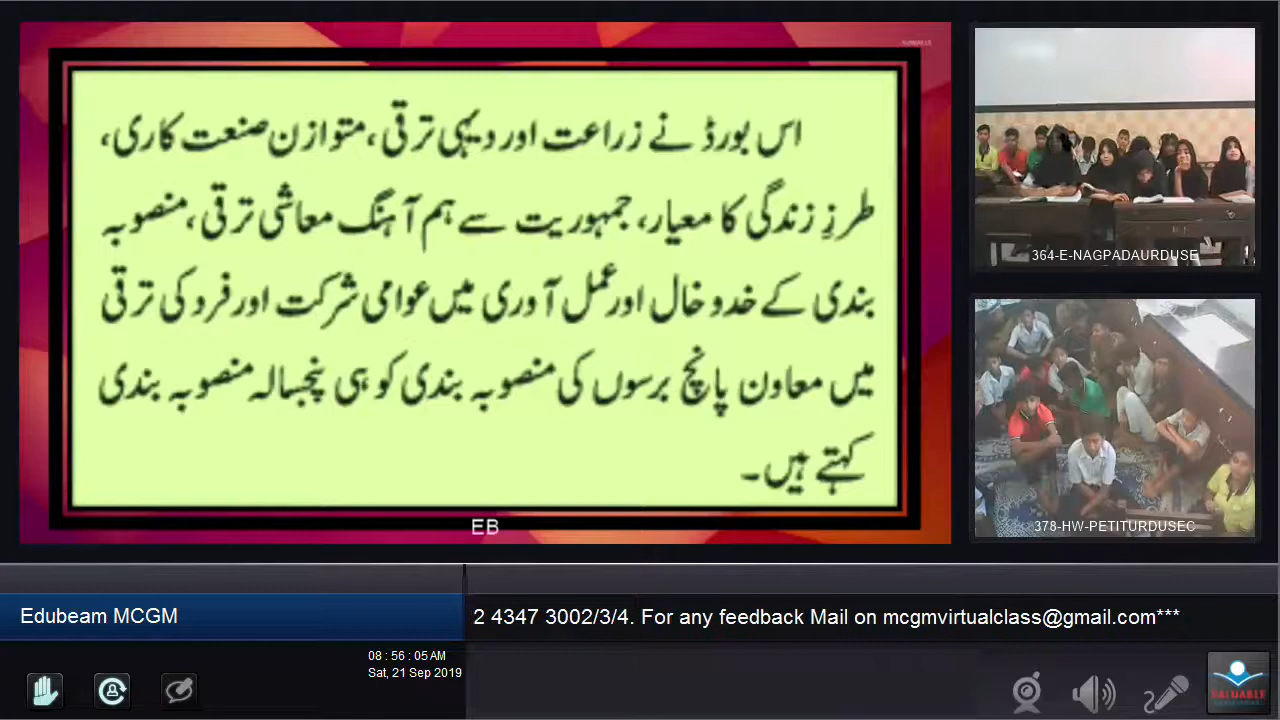 اس بورڈ نے زراعت اور دیہی ترقی، متوازن صنعت کاری،
طرزِ زندگی کا معیار، جمہوریت سے ہم آہنگ معاشی ترقی، منصوبہ
بندی کے خدوخال اور عمل آوری میں عوامی شرکت اور فرد کی ترقی
میں معاون پانچ برسوں کی منصوبہ بندی کو ہی پنجسالہ منصوبہ بندی
کہتے ہیں۔
EB
364-E-NAGPADAURDUSE
378-HW-PETITURDUSEC
Edubeam MCGM
2 4347 3002/3/4. For any feedback Mail on mcgmvirtualclass@gmail.com***
08 : 56 : 05 AM
Sat, 21 Sep 2019
VALUABLE